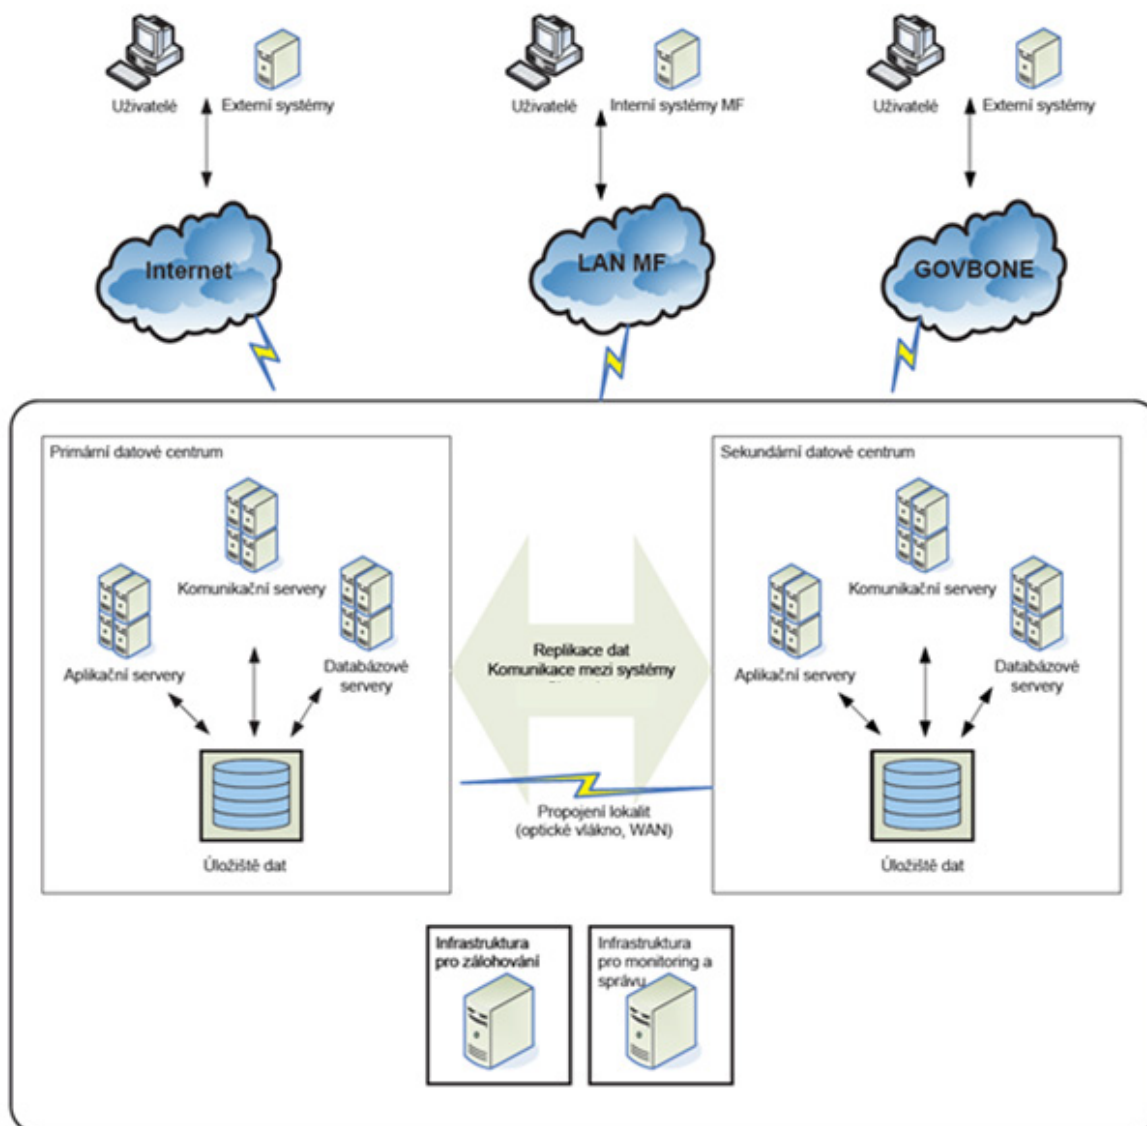 Uživatelé
Externí systémy
Uživatelé
Interní systémy MF
Uživatelé
Externí systémy
Internet
LAN MF
GOVBONE
Primární datové centrum
Komunikační servery
Aplikační servery
Databázové
servery
Úložiště dat
Replikace dat
Komunikace mezi systémy
Propojení lokalit
(optické vlákno, WAN)
Sekundární datové centrum
Komunikační servery
Aplikační servery
Databázové
servery
Úložiště dat
Infrastruktura
pro zálohování
Infrastruktura
pro monitoring a
správu